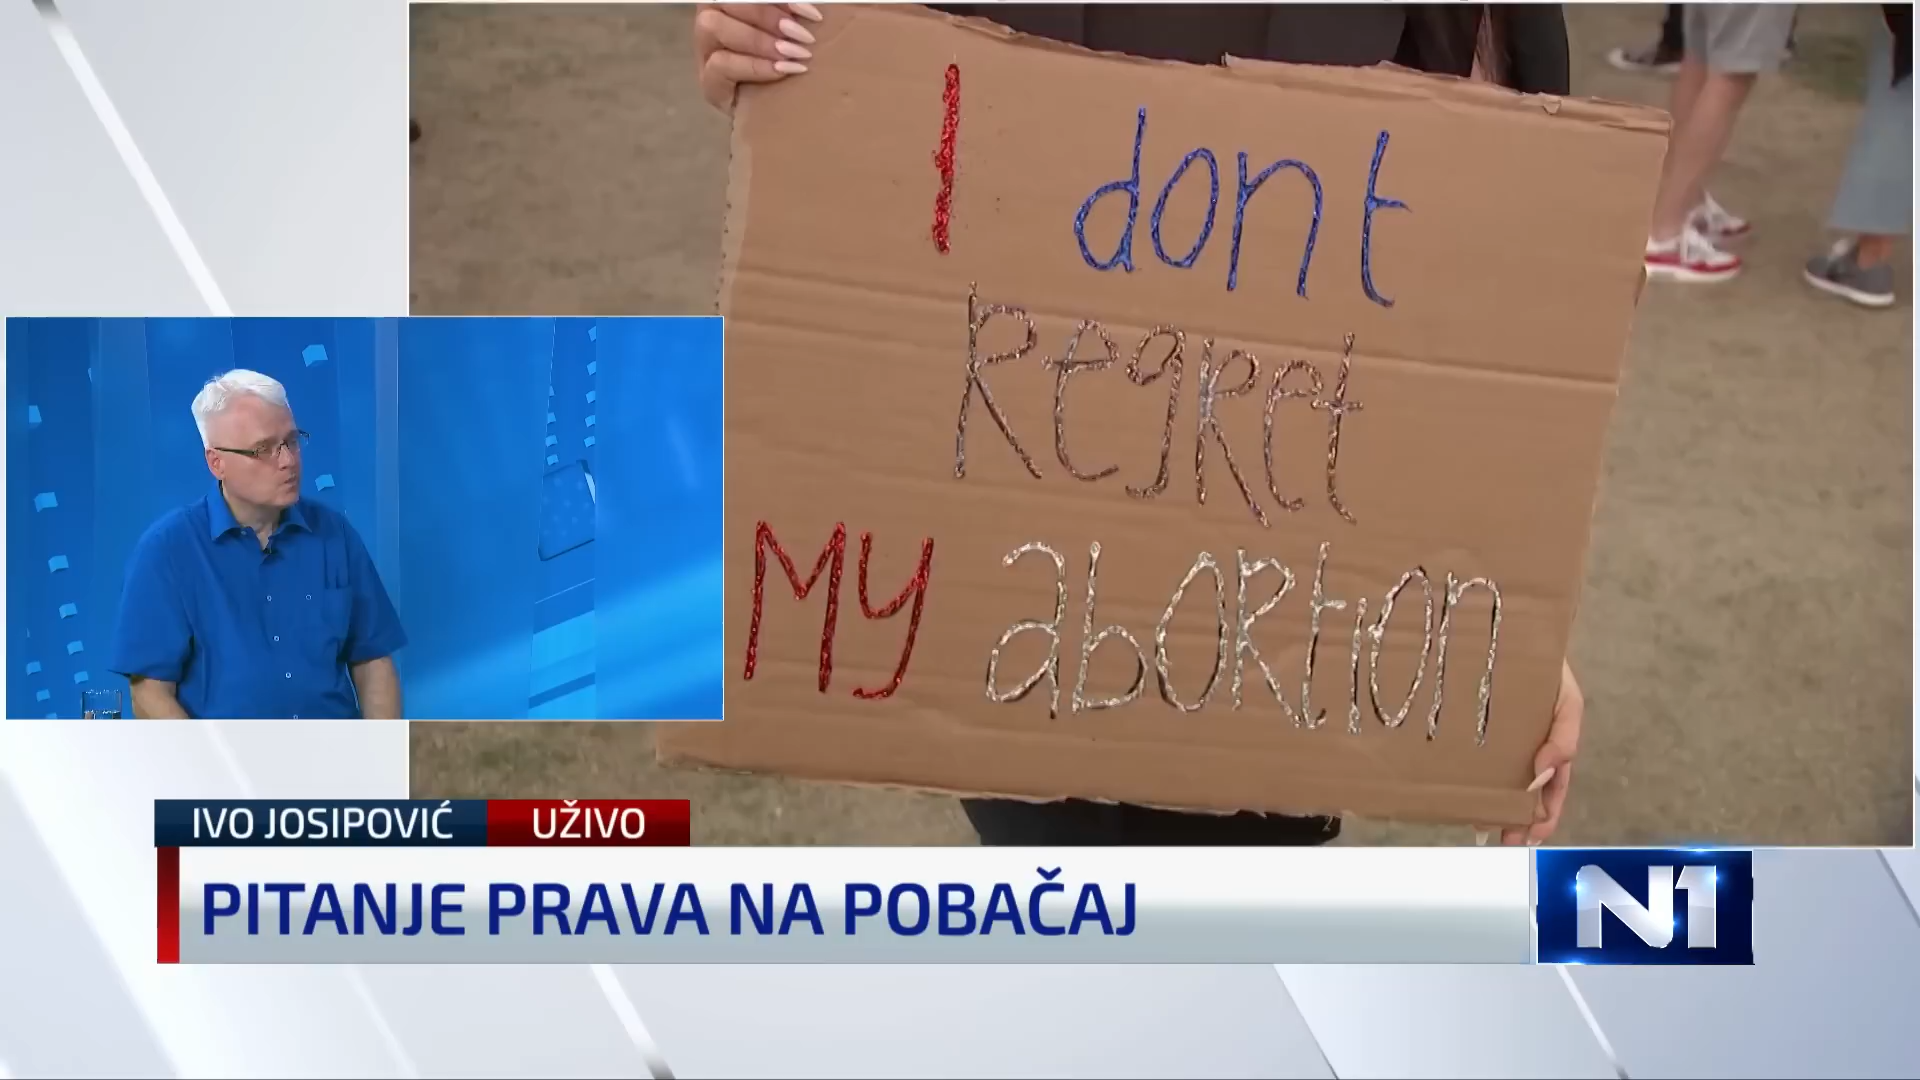 I dont
Regret
My abortion
IVO JOSIPOVIĆ
UŽIVO
PITANJE PRAVA NA POBAČAJ
N1